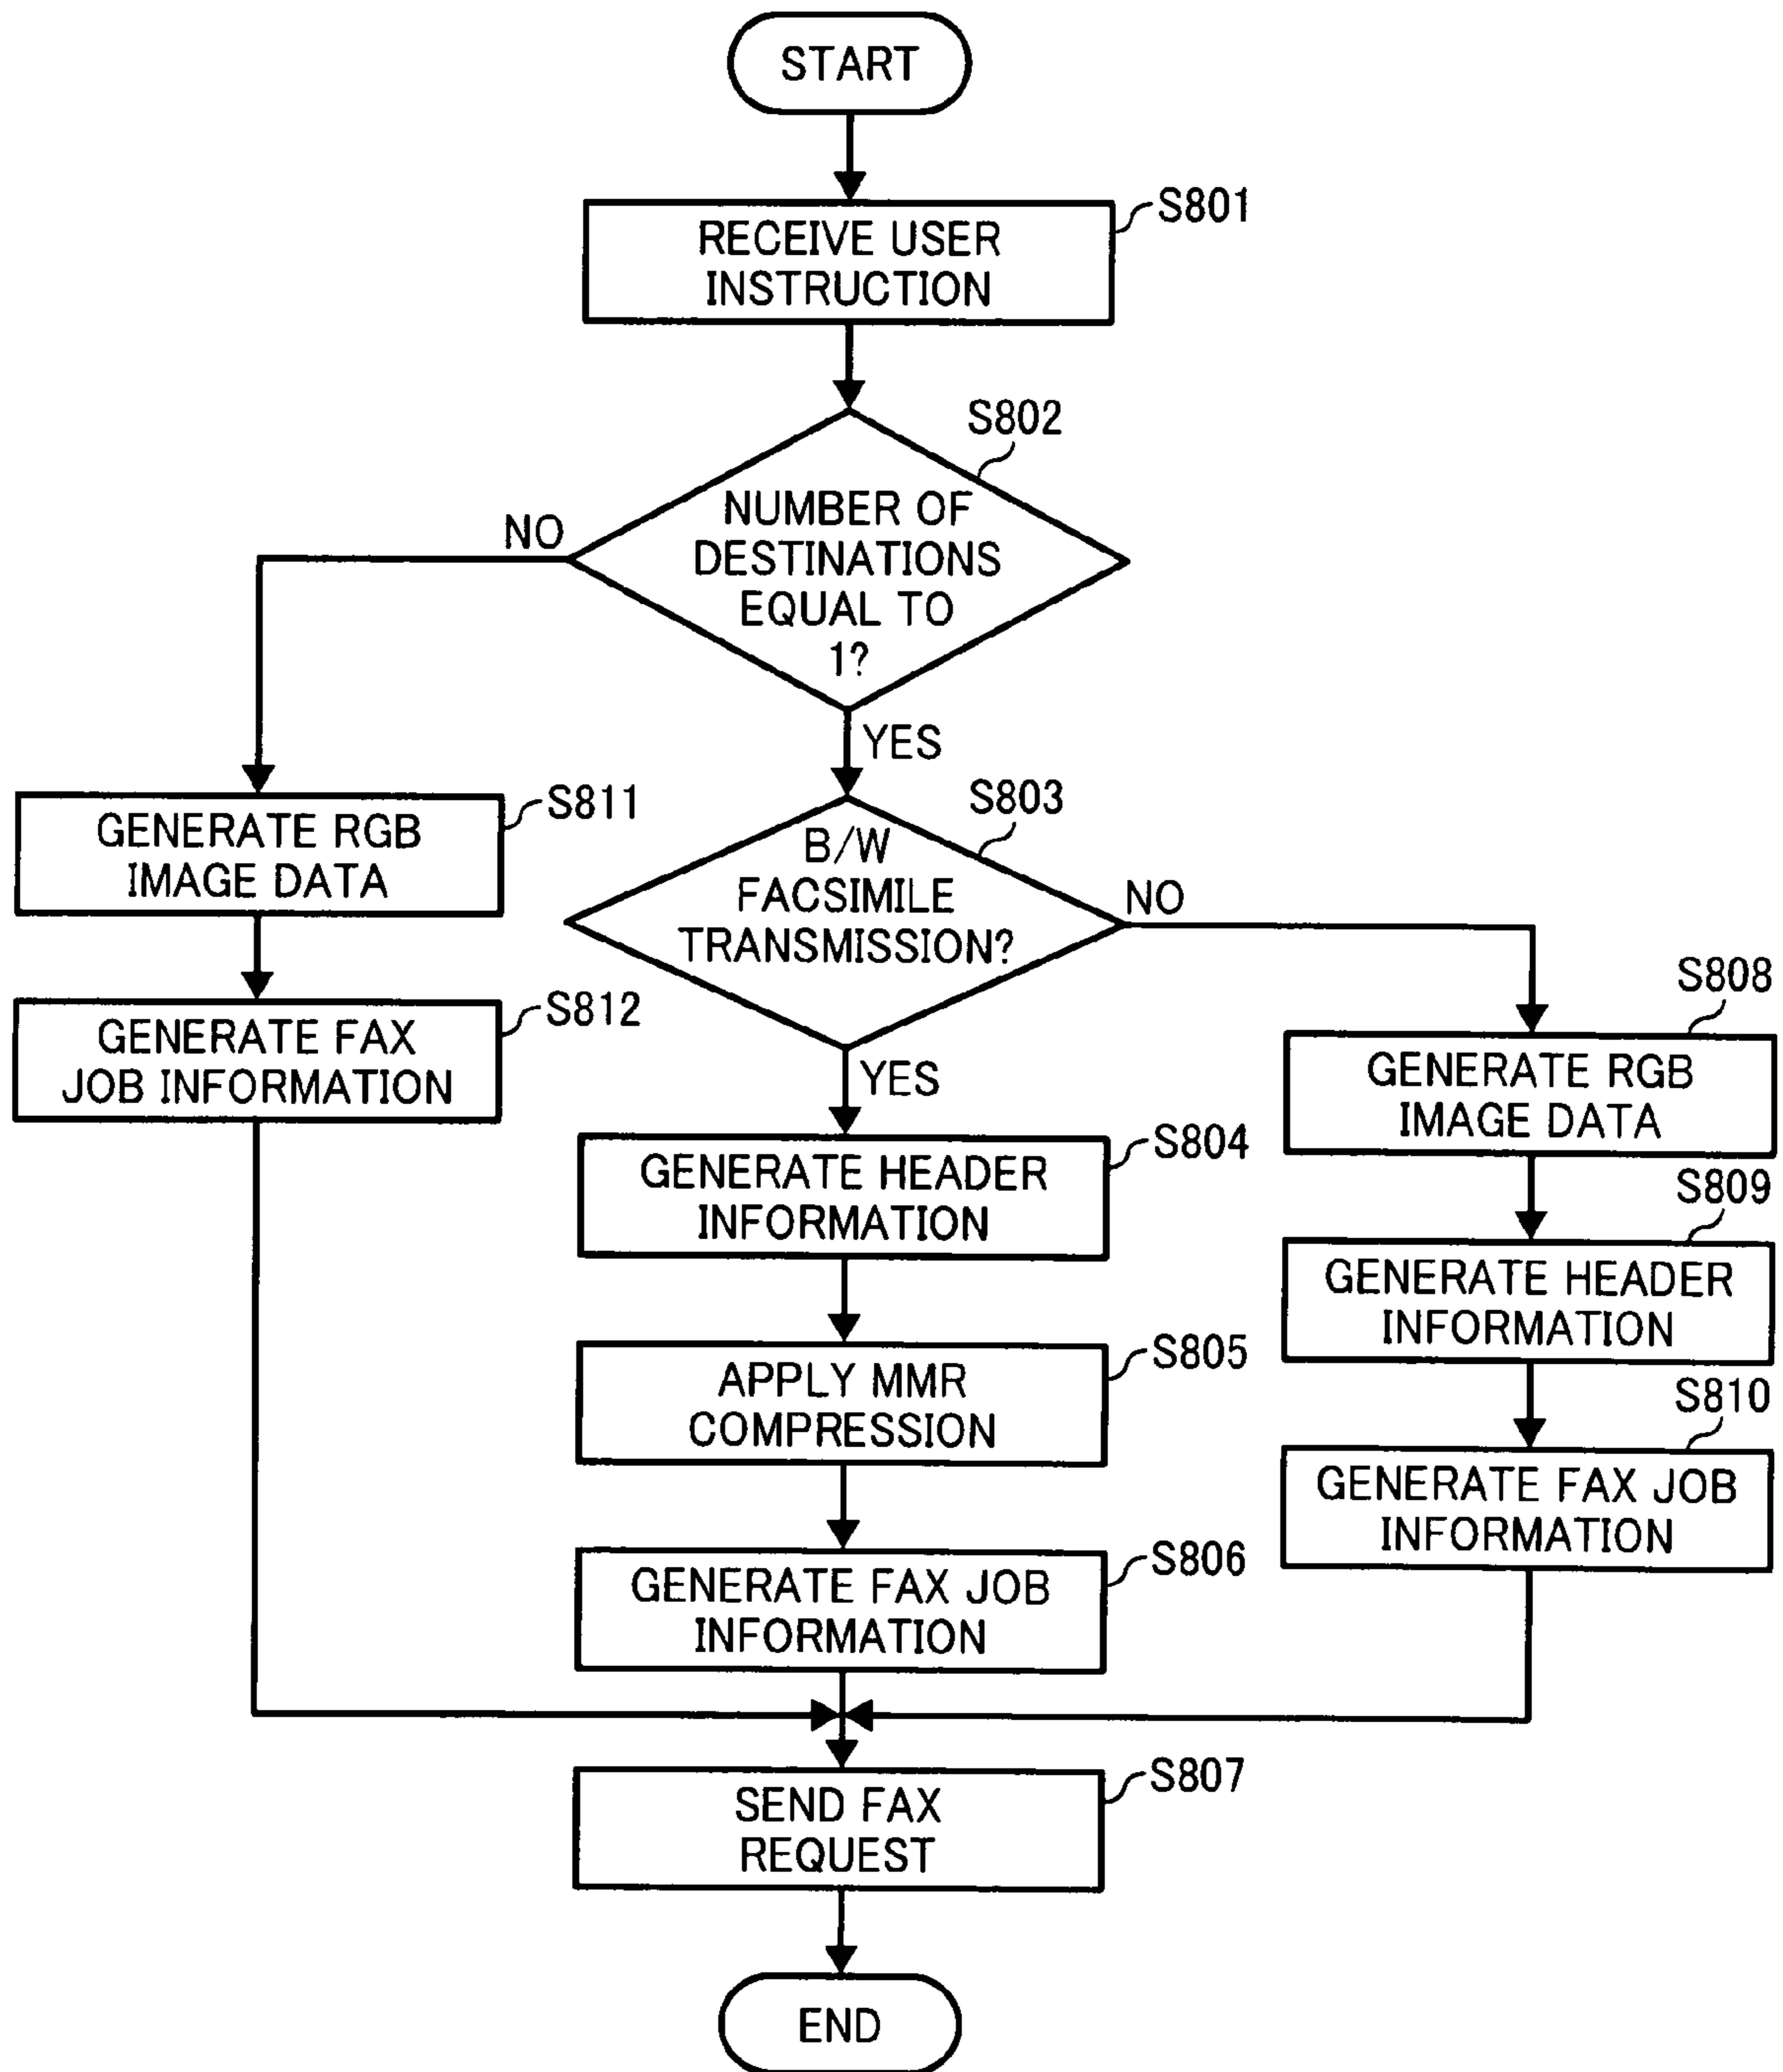 START
S801
RECEIVE USER
INSTRUCTION
S802
NUMBER OF
DESTINATIONS
EQUAL TO
1?
NO
YES
S811
GENERATE RGB
IMAGE DATA
S812
GENERATE FAX
JOB INFORMATION
S803
B/W
FACSIMILE
TRANSMISSION?
NO
YES
S804
GENERATE HEADER
INFORMATION
S805
APPLY MMR
COMPRESSION
S806
GENERATE FAX JOB
INFORMATION
S808
GENERATE RGB
IMAGE DATA
S809
GENERATE HEADER
INFORMATION
S810
GENERATE FAX JOB
INFORMATION
S807
SEND FAX
REQUEST
END